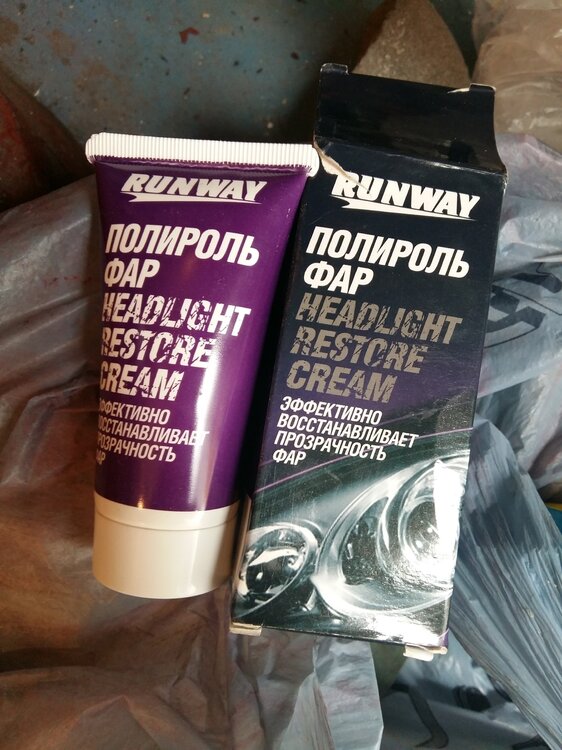 RUNWAY
ПОЛИРОЛЬ
ФАР
HEADLIGHT
RESTORE
CREAM
ЭФФЕКТИВНО
ВОССТАНАВЛИВАЕТ
ПРОЗРАЧНОСТЬ
ФАР
RUNWAY
ПОЛИРОЛЬ
ФАР
HEADLIGHT
RESTORE
CREAM
ЭФФЕКТИВНО
ВОССТАНАВЛИВАЕТ
ПРОЗРАЧНОСТЬ
ФАР